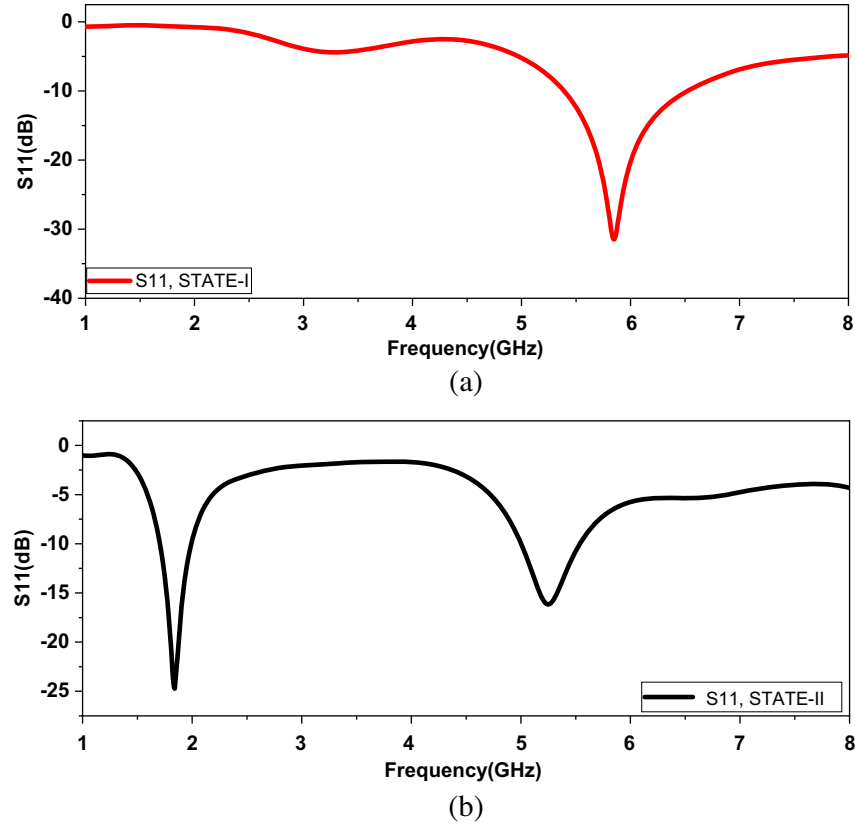 0
-10
-20
-30
-40
S11(dB)
S11, STATE-I
1 2 3 4 5 6 7 8
Frequency(GHz)
(a)
0
-5
-10
-15
-20
-25
S11(dB)
S11, STATE-II
1 2 3 4 5 6 7 8
Frequency(GHz)
(b)